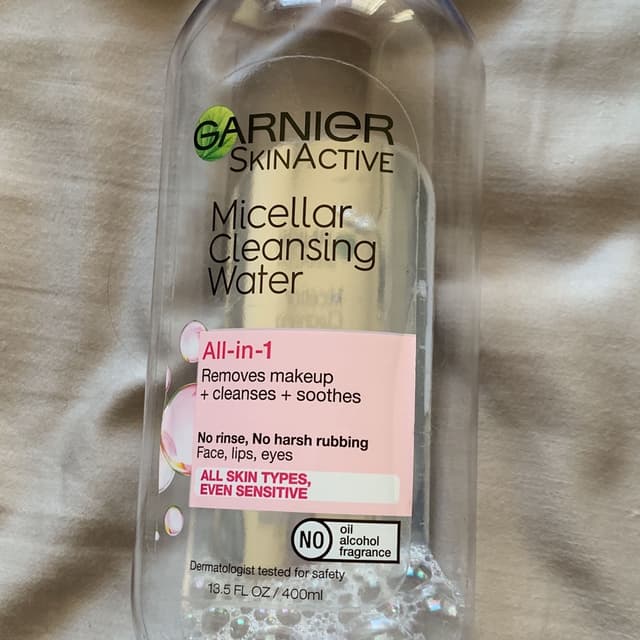 GARNIER
SKINACTIVE
Micellar
Cleansing
Water
All-in-1
Removes makeup
+ cleanses + soothes
No rinse, No harsh rubbing
Face, lips, eyes
ALL SKIN TYPES,
EVEN SENSITIVE
NO
oil
alcohol
fragrance
Dermatologist tested for safety
13.5 FL OZ / 400ml